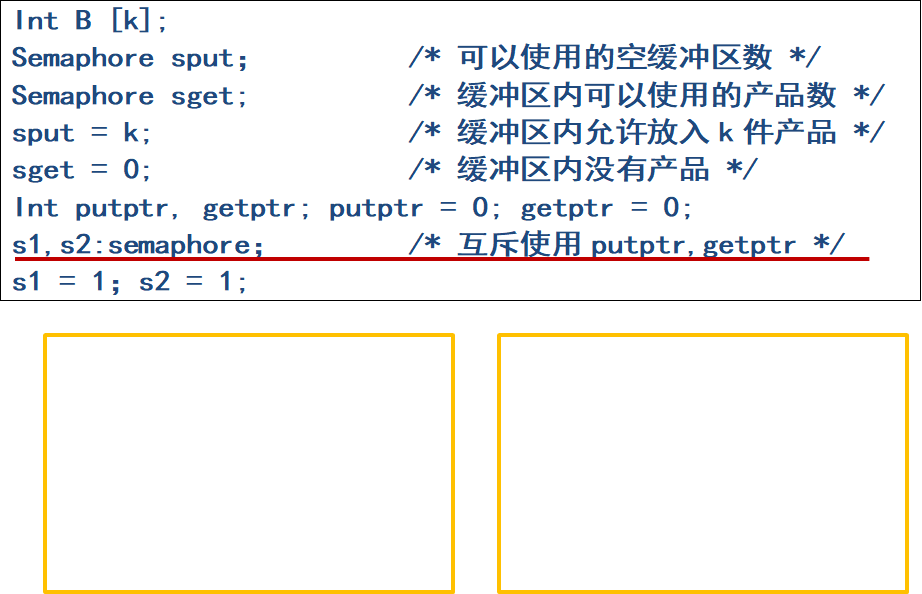 Int B [k];
Semaphore sput; /* 可以使用的空缓冲区数 */
Semaphore sget; /* 缓冲区内可以使用的产品数 */
sput = k; /* 缓冲区内允许放入 k 件产品 */
sget = 0; /* 缓冲区内没有产品 */
Int putptr, getptr; putptr = 0; getptr = 0;
s1,s2:semaphore; /* 互斥使用 putptr,getptr */
s1 = 1; s2 = 1;